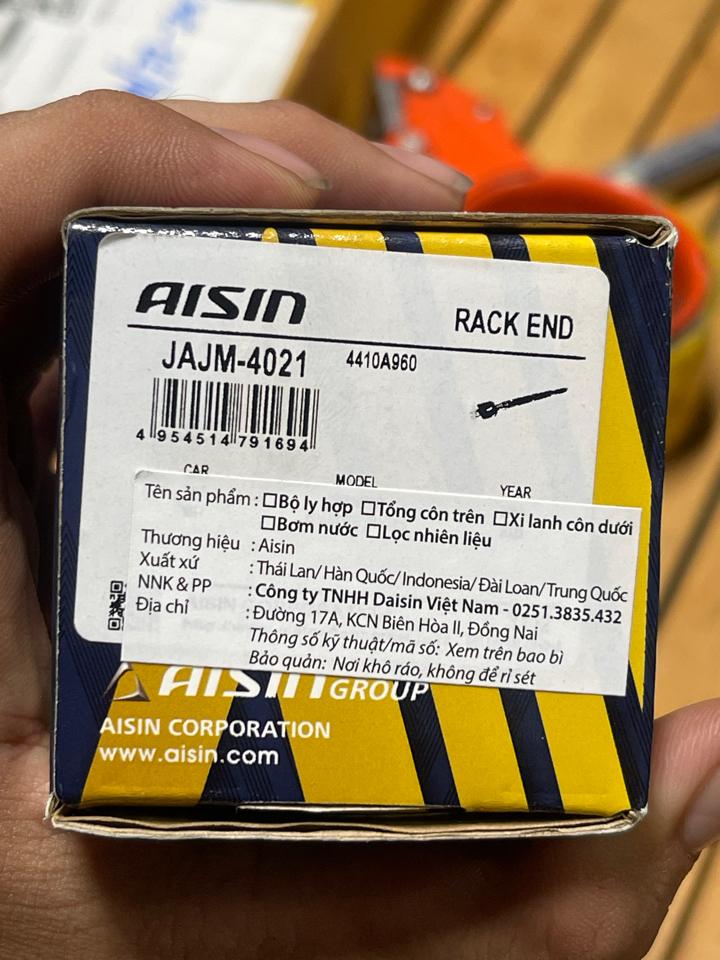 AISIN
RACK END
JAJM-4021 4410A960
4 954514 791694
CAR MODEL YEAR
Tên sản phẩm : ☐Bộ ly hợp ☐Tổng côn trên ☐Xi lanh côn dưới
☐Bơm nước ☐Lọc nhiên liệu
Thương hiệu : Aisin
Xuất xứ : Thái Lan/ Hàn Quốc/ Indonesia/ Đài Loan/ Trung Quốc
NNK & PP : Công ty TNHH Daisin Việt Nam - 0251.3835.432
Địa chỉ : Đường 17A, KCN Biên Hòa II, Đồng Nai
Thông số kỹ thuật/mã số: Xem trên bao bì
Bảo quản: Nơi khô ráo, không để rỉ sét
AISIN GROUP
AISIN CORPORATION
www.aisin.com